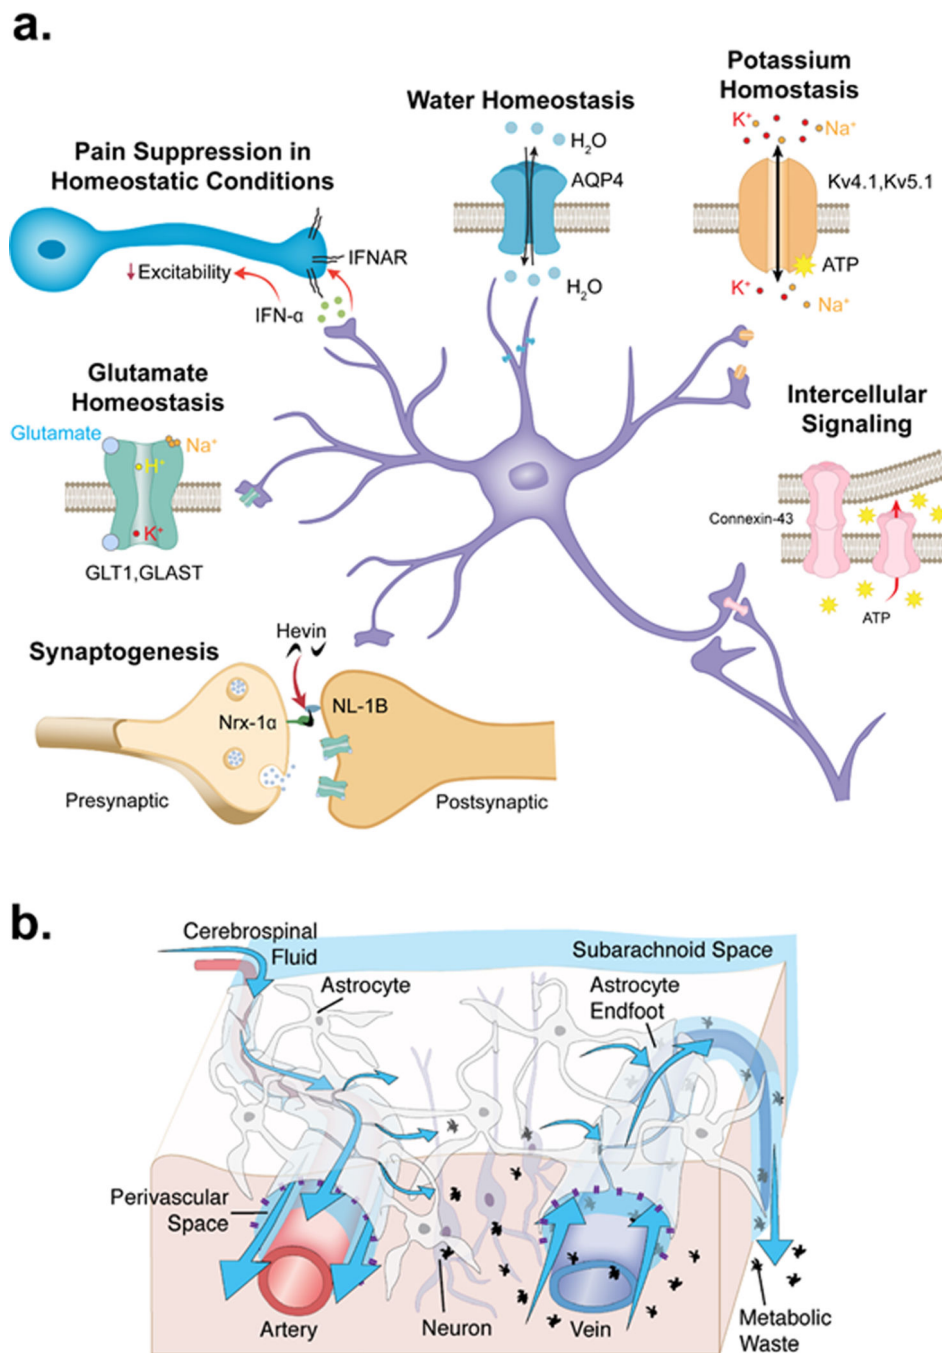 a.
Pain Suppression in
Homeostatic Conditions
IFNAR
↓Excitability
IFN-α
Water Homeostasis
H₂O
AQP4
H₂O
Potassium
Homostasis
K⁺
Na⁺
Kv4.1,Kv5.1
ATP
K⁺
Na⁺
Glutamate
Homeostasis
Glutamate
Na⁺
H⁺
K⁺
GLT1,GLAST
Intercellular
Signaling
Connexin-43
ATP
Synaptogenesis
Hevin
Nrx-1α
NL-1B
Presynaptic
Postsynaptic
b.
Cerebrospinal
Fluid
Subarachnoid Space
Astrocyte
Astrocyte
Endfoot
Perivascular
Space
Artery
Neuron
Vein
Metabolic
Waste